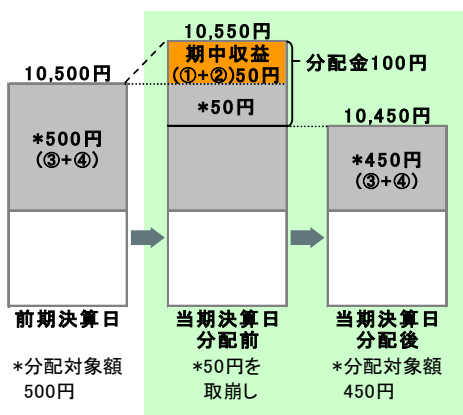 10,550円
期中収益
(①+②)50円
分配金100円
10,500円
*50円
10,450円
*500円
(③+④)
*450円
(③+④)
前期決算日
当期決算日
分配前
当期決算日
分配後
*分配対象額
500円
*50円を
取崩し
*分配対象額
450円